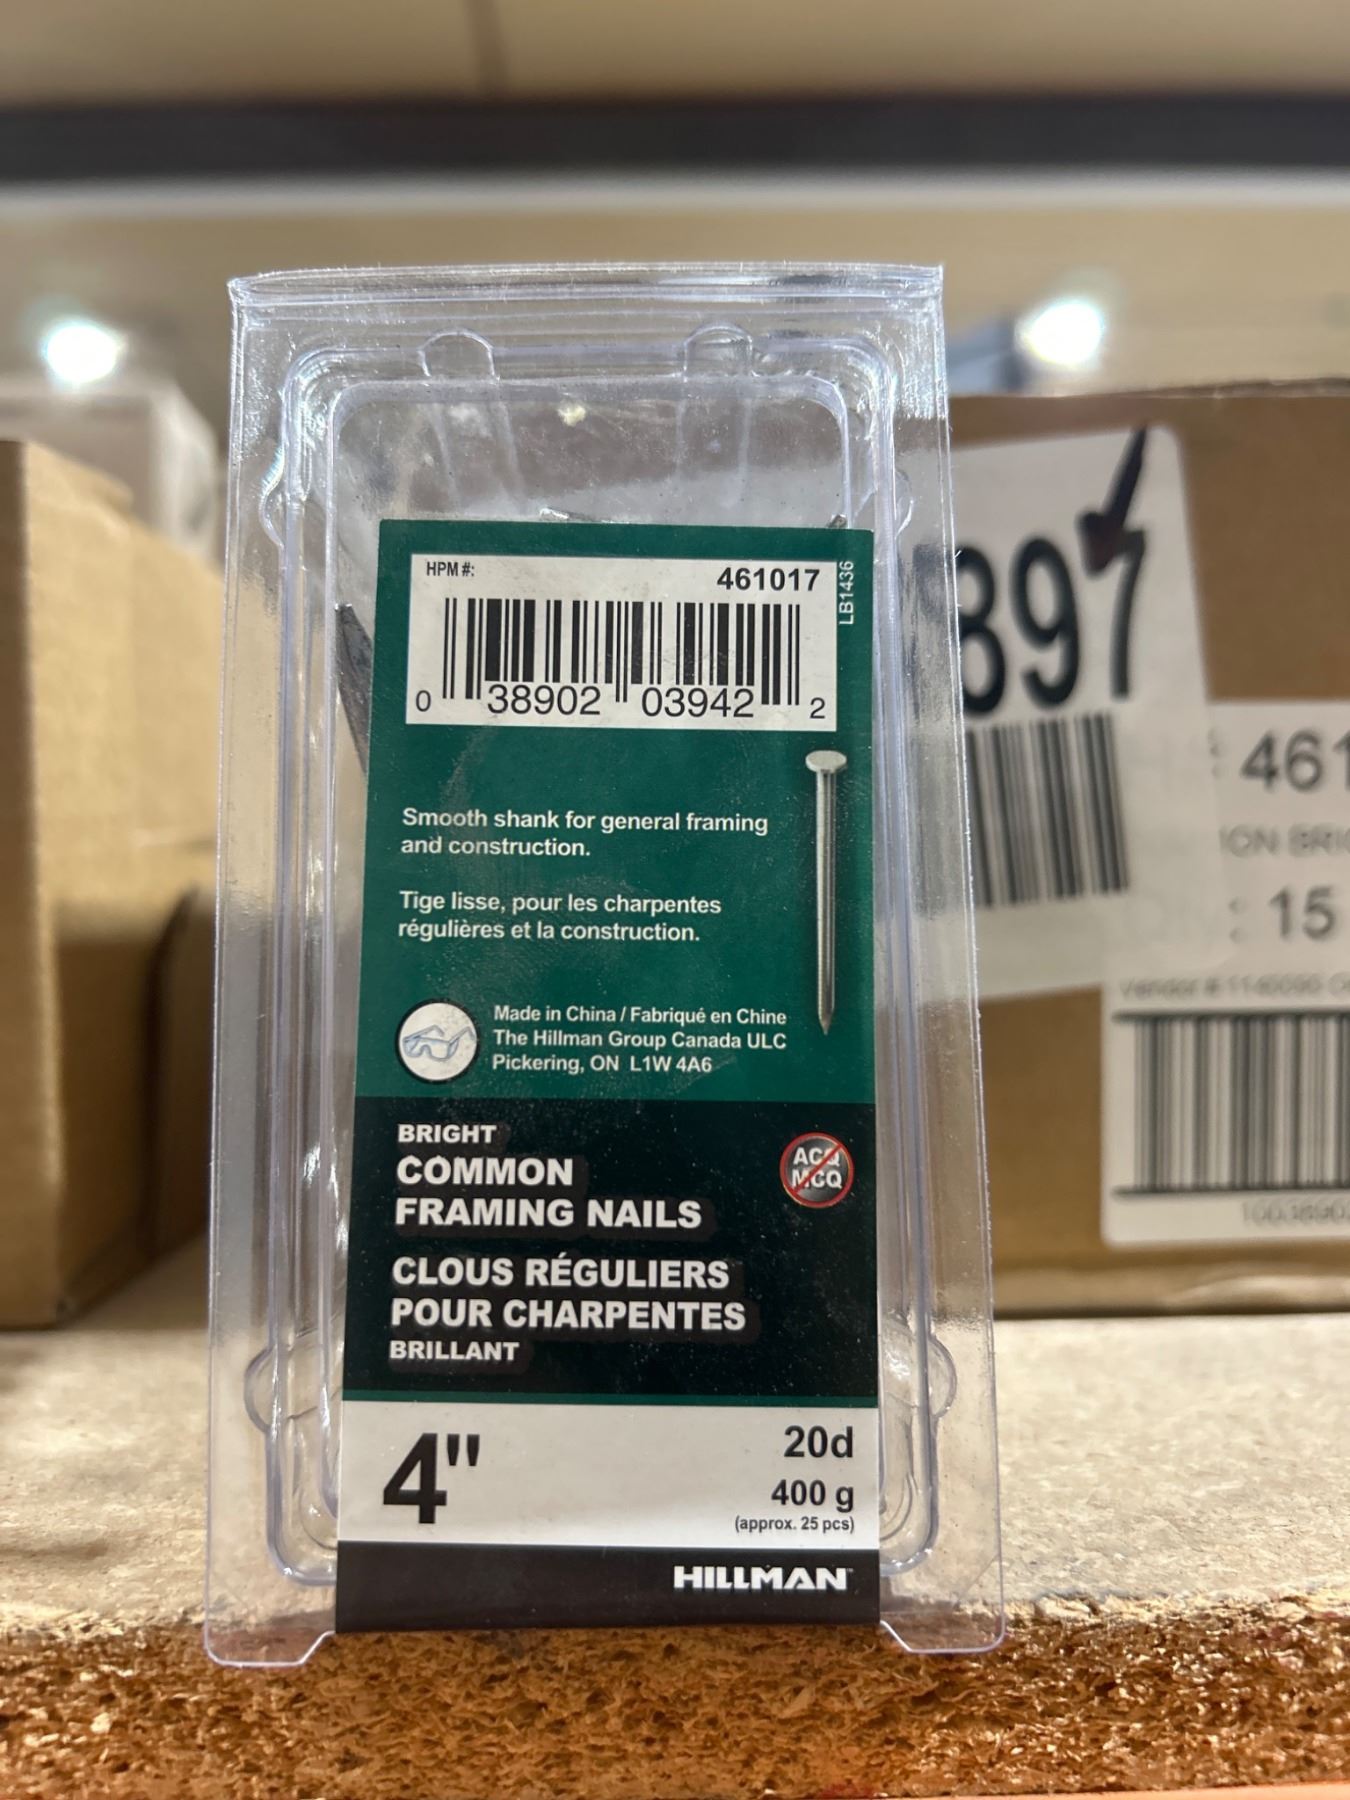 HPM #: 461017
LB1436
0 38902 03942 2
Smooth shank for general framing
and construction.
Tige lisse, pour les charpentes
régulières et la construction.
Made in China / Fabriqué en Chine
The Hillman Group Canada ULC
Pickering, ON L1W 4A6
BRIGHT
COMMON
FRAMING NAILS
ACQ
MCQ
CLOUS RÉGULIERS
POUR CHARPENTES
BRILLANT
4"
20d
400 g
(approx. 25 pcs)
HILLMAN
897
461
ON BRI
: 15